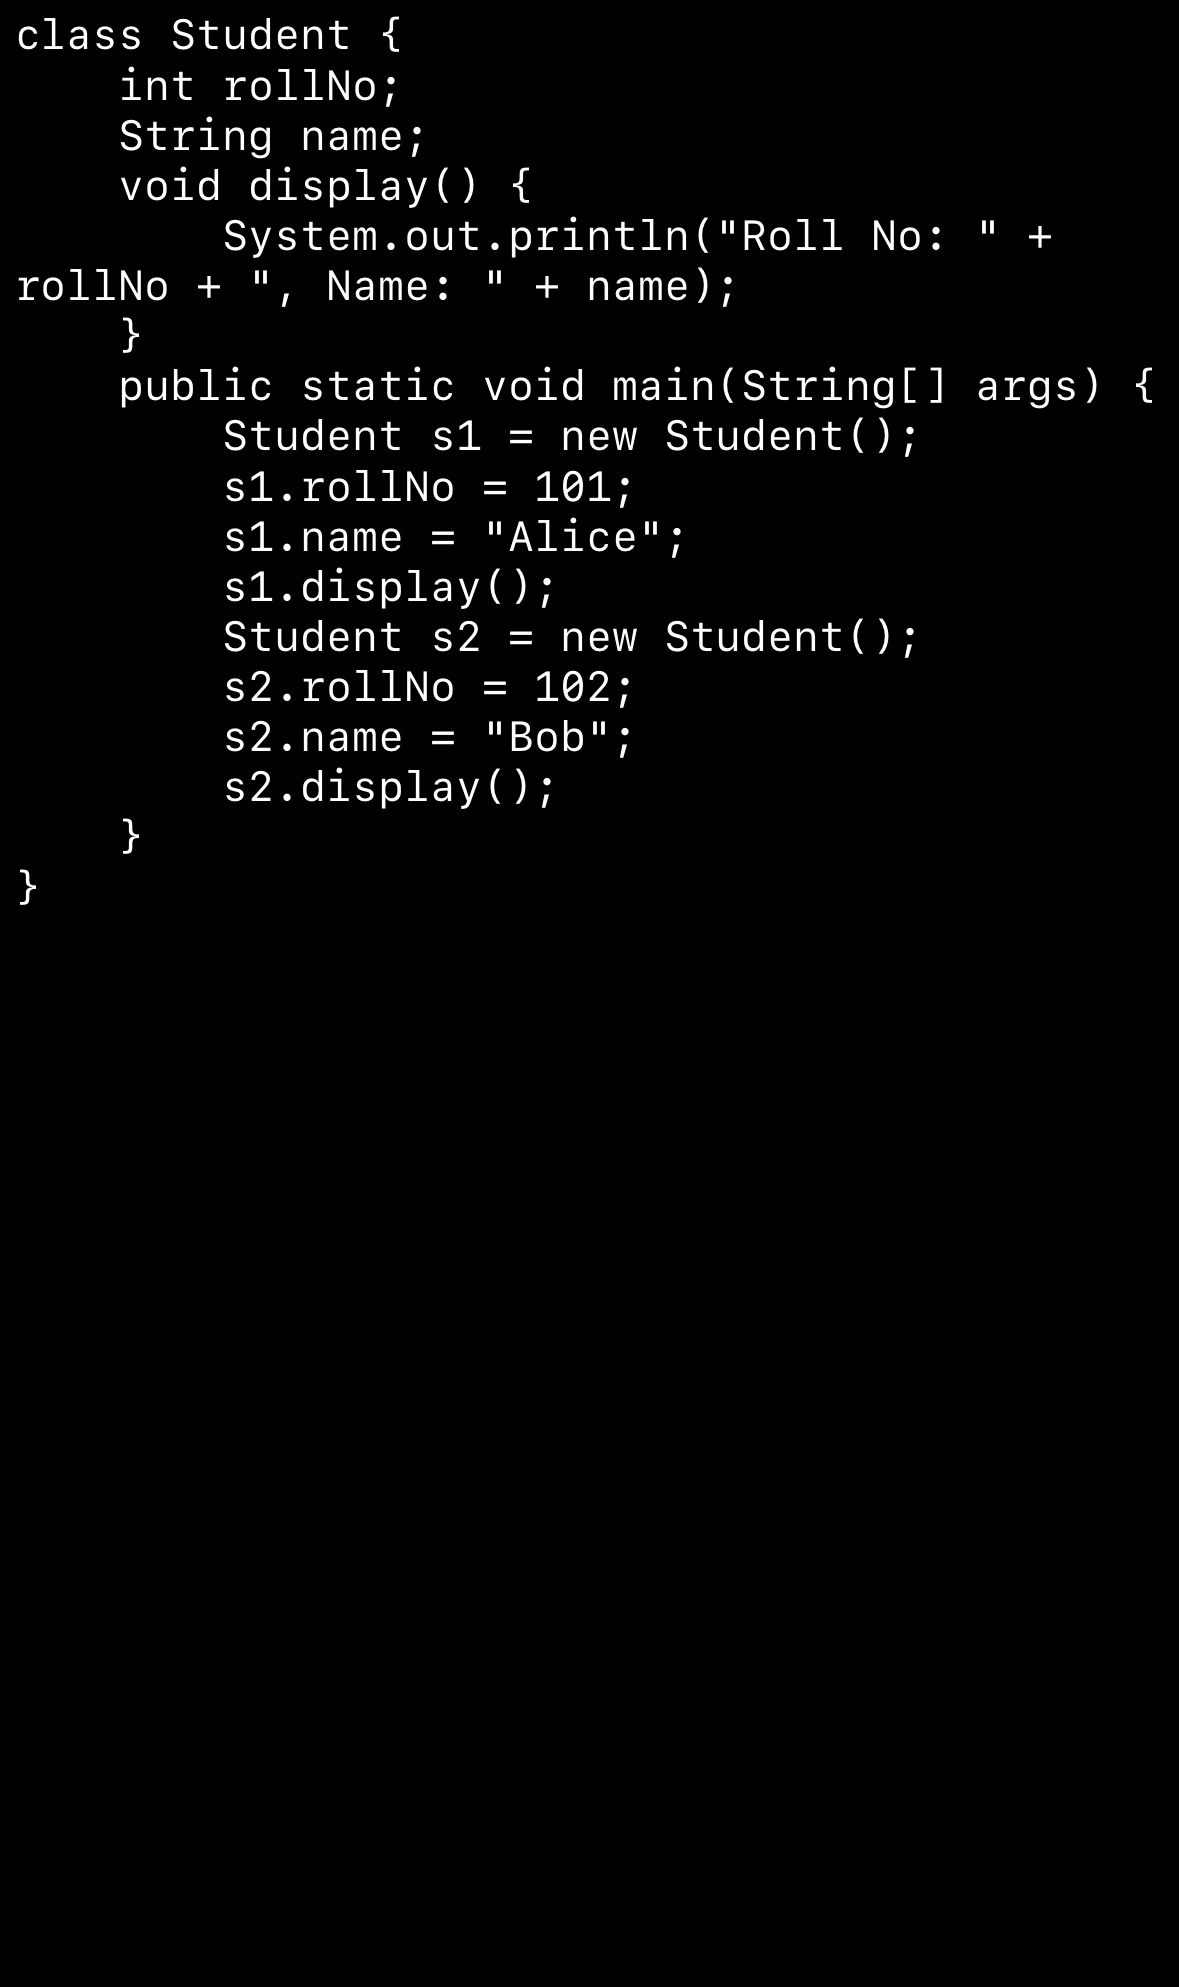 class Student {
    int rollNo;
    String name;
    void display() {
        System.out.println("Roll No: " +
rollNo + ", Name: " + name);
    }
    public static void main(String[] args) {
        Student s1 = new Student();
        s1.rollNo = 101;
        s1.name = "Alice";
        s1.display();
        Student s2 = new Student();
        s2.rollNo = 102;
        s2.name = "Bob";
        s2.display();
    }
}